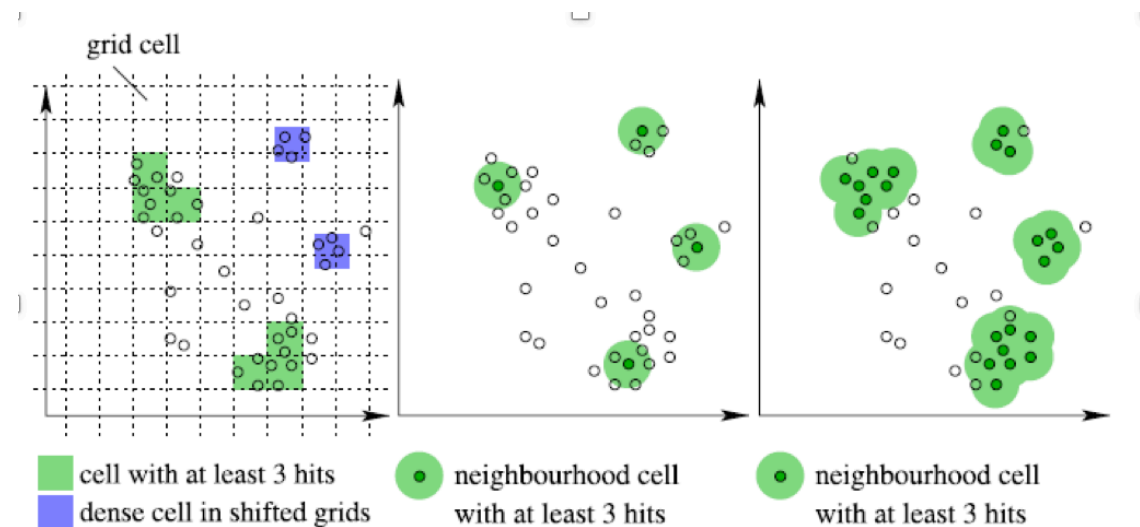 grid cell
cell with at least 3 hits
dense cell in shifted grids
neighbourhood cell
with at least 3 hits
neighbourhood cell
with at least 3 hits